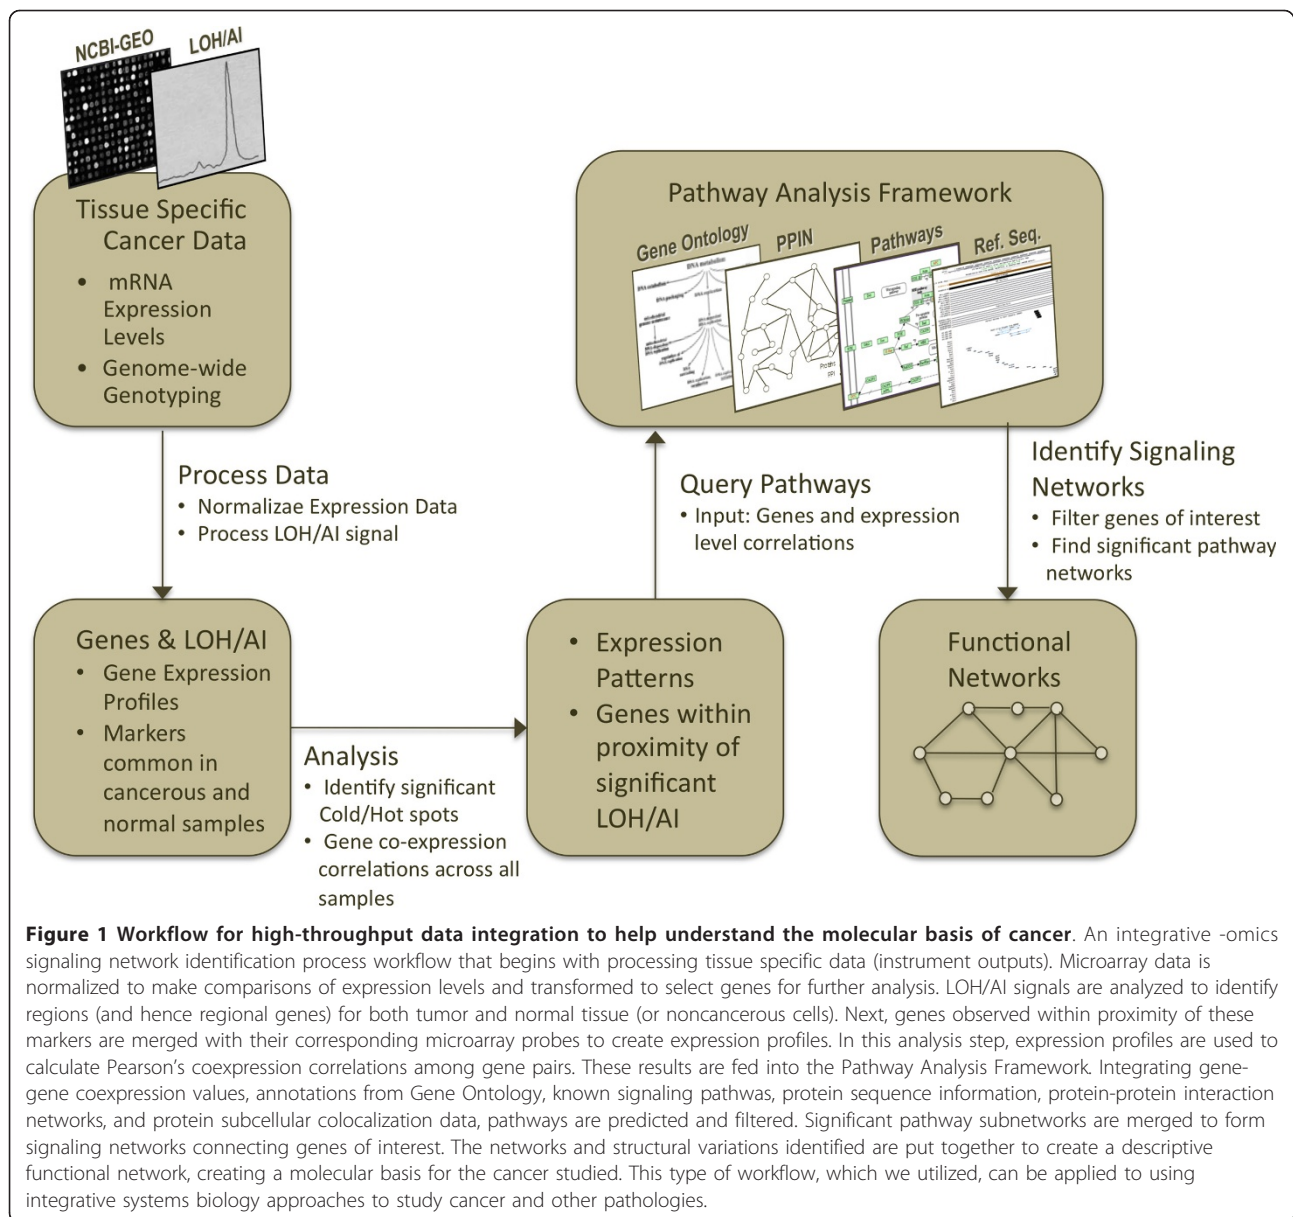 NCBI-GEO
LOH/AI
Tissue Specific
Cancer Data
• mRNA
Expression
Levels
• Genome-wide
Genotyping
Pathway Analysis Framework
Gene Ontology
PPIN
Pathways
Ref. Seq.
Process Data
• Normalizae Expression Data
• Process LOH/AI signal
Query Pathways
• Input: Genes and expression
level correlations
Identify Signaling
Networks
• Filter genes of interest
• Find significant pathway
networks
Genes & LOH/AI
• Gene Expression
Profiles
• Markers
common in
cancerous and
normal samples
Analysis
• Identify significant
Cold/Hot spots
• Gene co-expression
correlations across all
samples
• Expression
Patterns
• Genes within
proximity of
significant
LOH/AI
Functional
Networks
Figure 1 Workflow for high-throughput data integration to help understand the molecular basis of cancer. An integrative -omics
signaling network identification process workflow that begins with processing tissue specific data (instrument outputs). Microarray data is
normalized to make comparisons of expression levels and transformed to select genes for further analysis. LOH/AI signals are analyzed to identify
regions (and hence regional genes) for both tumor and normal tissue (or noncancerous cells). Next, genes observed within proximity of these
markers are merged with their corresponding microarray probes to create expression profiles. In this analysis step, expression profiles are used to
calculate Pearson's coexpression correlations among gene pairs. These results are fed into the Pathway Analysis Framework. Integrating gene-
gene coexpression values, annotations from Gene Ontology, known signaling pathwas, protein sequence information, protein-protein interaction
networks, and protein subcellular colocalization data, pathways are predicted and filtered. Significant pathway subnetworks are merged to form
signaling networks connecting genes of interest. The networks and structural variations identified are put together to create a descriptive
functional network, creating a molecular basis for the cancer studied. This type of workflow, which we utilized, can be applied to using
integrative systems biology approaches to study cancer and other pathologies.